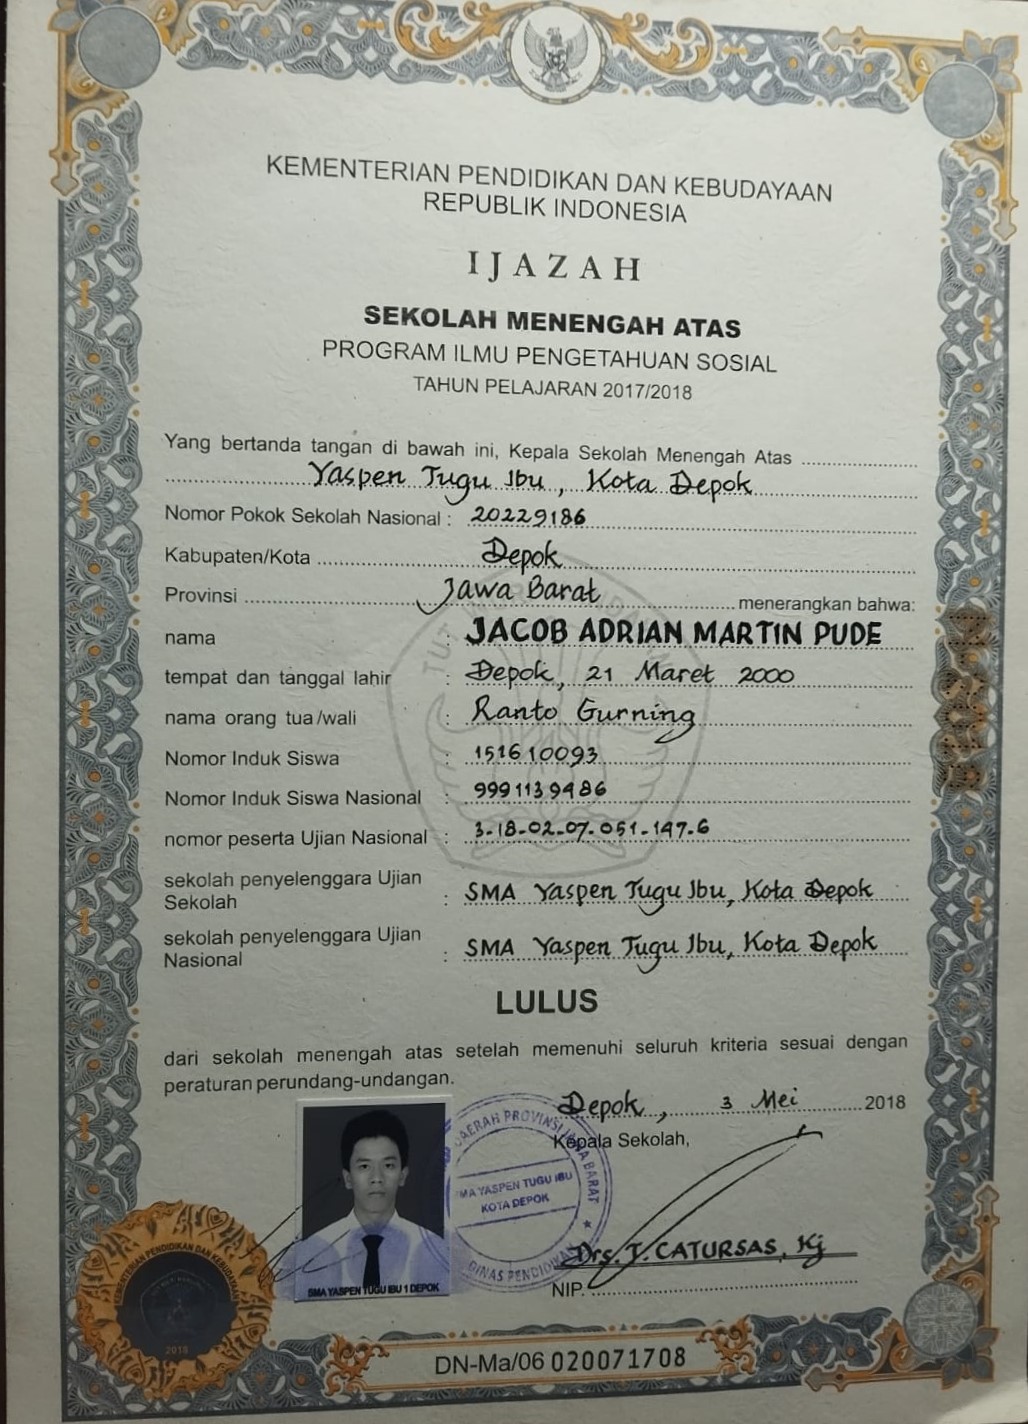 KEMENTERIAN PENDIDIKAN DAN KEBUDAYAAN
REPUBLIK INDONESIA
IJAZAH
SEKOLAH MENENGAH ATAS
PROGRAM ILMU PENGETAHUAN SOSIAL
TAHUN PELAJARAN 2017/2018
Yang bertanda tangan di bawah ini, Kepala Sekolah Menengah Atas
Yaspen Tugu Ibu, Kota Depok
Nomor Pokok Sekolah Nasional : 20229186
Kabupaten/Kota Depok
Provinsi Jawa Barat menerangkan bahwa:
nama : JACOB ADRIAN MARTIN PUDE
tempat dan tanggal lahir : Depok, 21 Maret 2000
nama orang tua/wali : Ranto Gurning
Nomor Induk Siswa : 151610093
Nomor Induk Siswa Nasional : 9991139486
nomor peserta Ujian Nasional : 3-18-02-07-051-147-6
sekolah penyelenggara Ujian
Sekolah : SMA Yaspen Tugu Ibu, Kota Depok
sekolah penyelenggara Ujian
Nasional : SMA Yaspen Tugu Ibu, Kota Depok
LULUS
dari sekolah menengah atas setelah memenuhi seluruh kriteria sesuai dengan
peraturan perundang-undangan.
Depok, 3 Mei 2018
Kepala Sekolah,
DAERAH PROVINSI JAWA BARAT
SMA YASPEN TUGU IBU
KOTA DEPOK
DINAS PENDIDIKAN
Drs. T. CATURSAS, Kj
NIP.
SMA YASPEN TUGU IBU 1 DEPOK
KEMENTERIAN PENDIDIKAN DAN KEBUDAYAAN
2018
DN-Ma/06 020071708